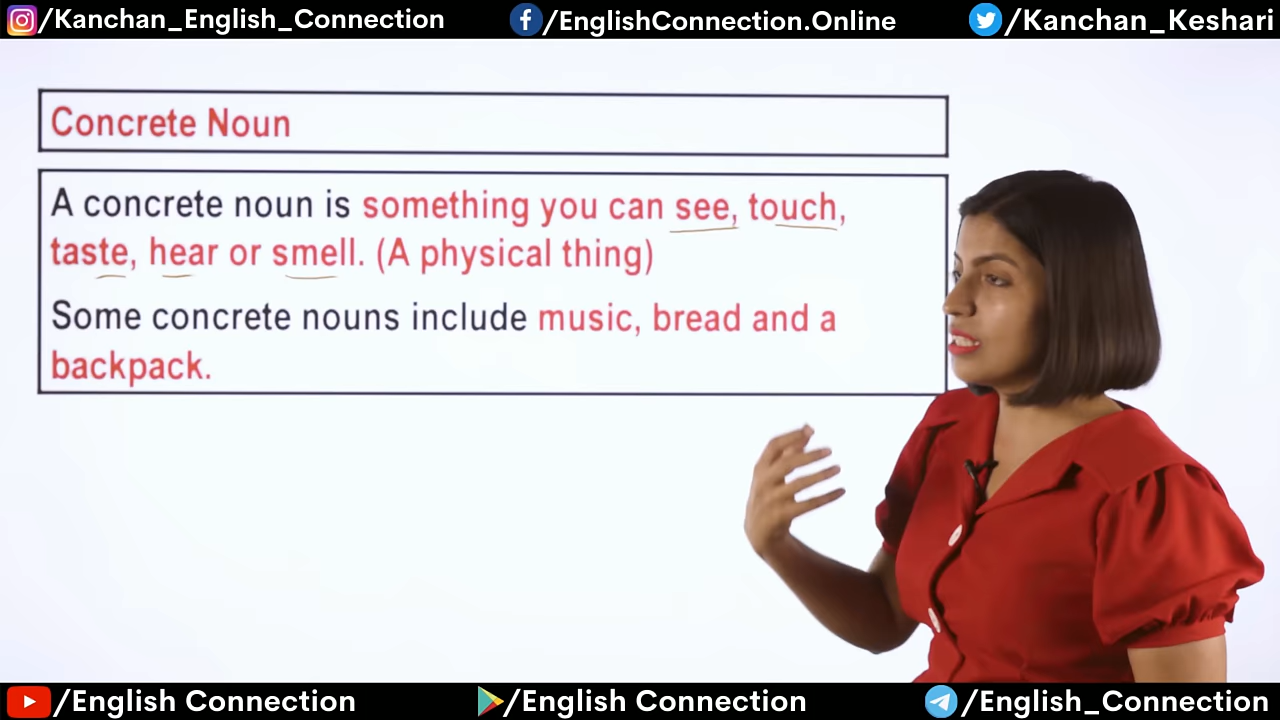 /Kanchan_English_Connection
/EnglishConnection.Online
/Kanchan_Keshari
Concrete Noun
A concrete noun is something you can see, touch,
taste, hear or smell. (A physical thing)
Some concrete nouns include music, bread and a
backpack.
/English Connection
/English Connection
/English_Connection